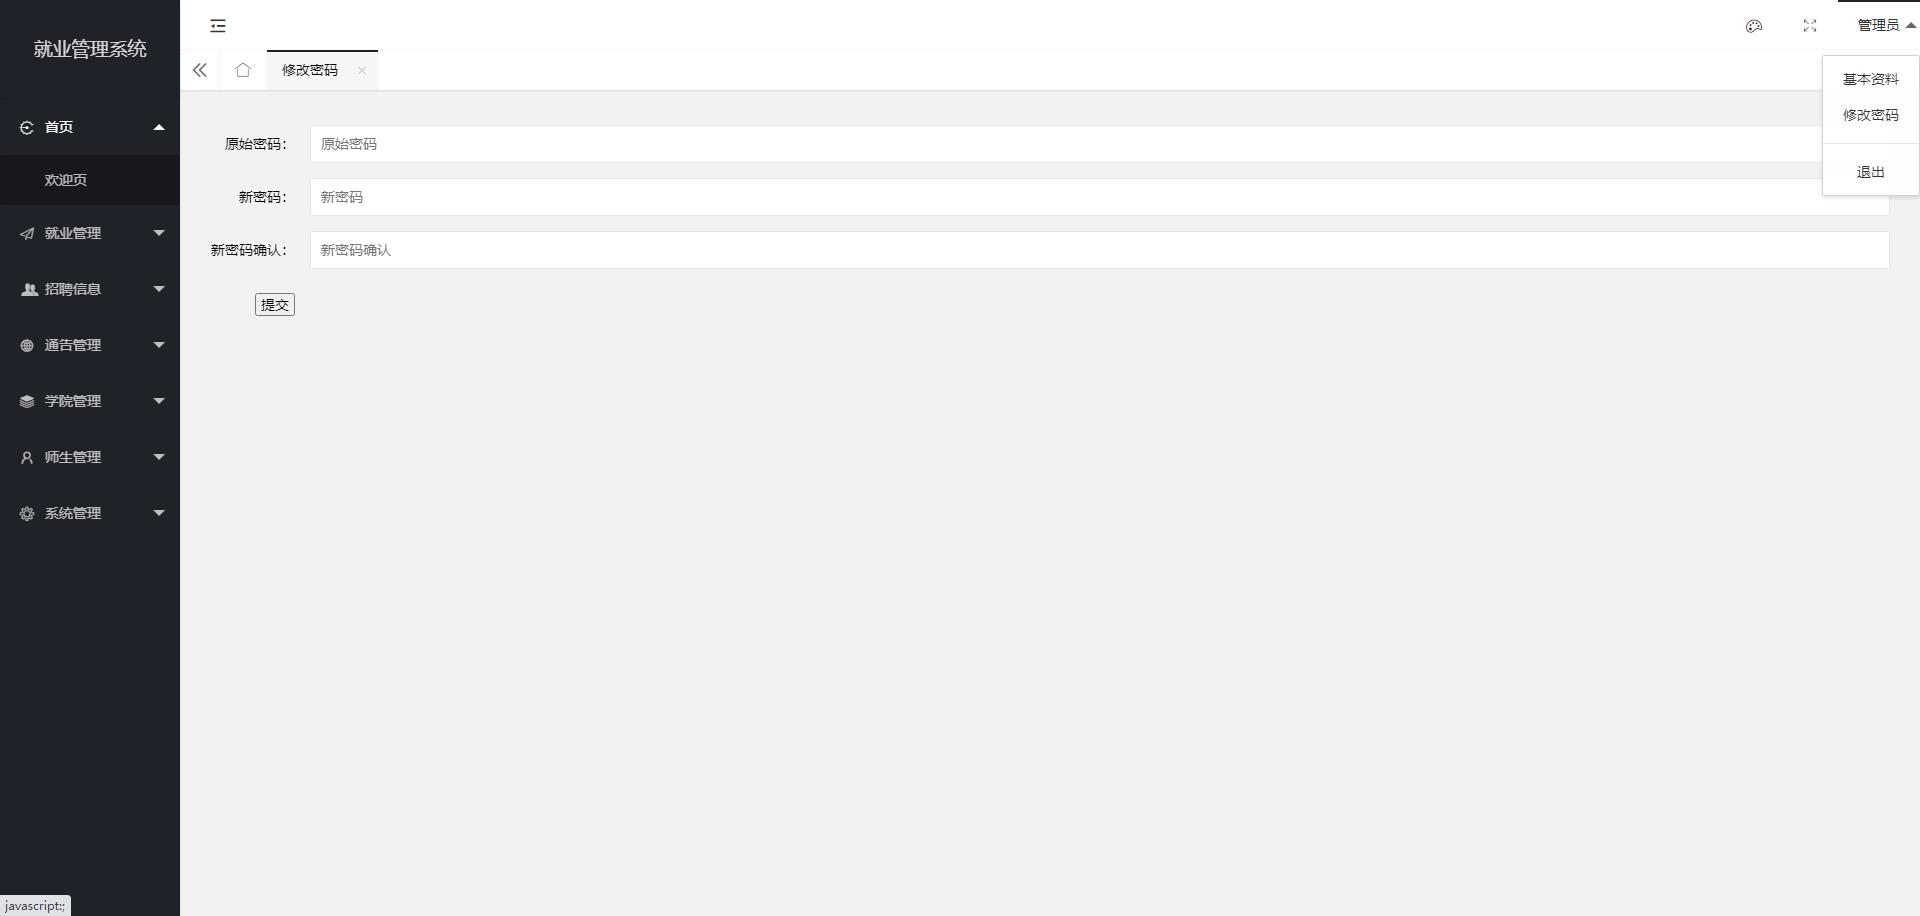 就业管理系统
管理员
修改密码
基本资料
修改密码
退出
首页
欢迎页
就业管理
招聘信息
通告管理
学院管理
师生管理
系统管理
原始密码：
原始密码
新密码：
新密码
新密码确认：
新密码确认
提交
javascript:;